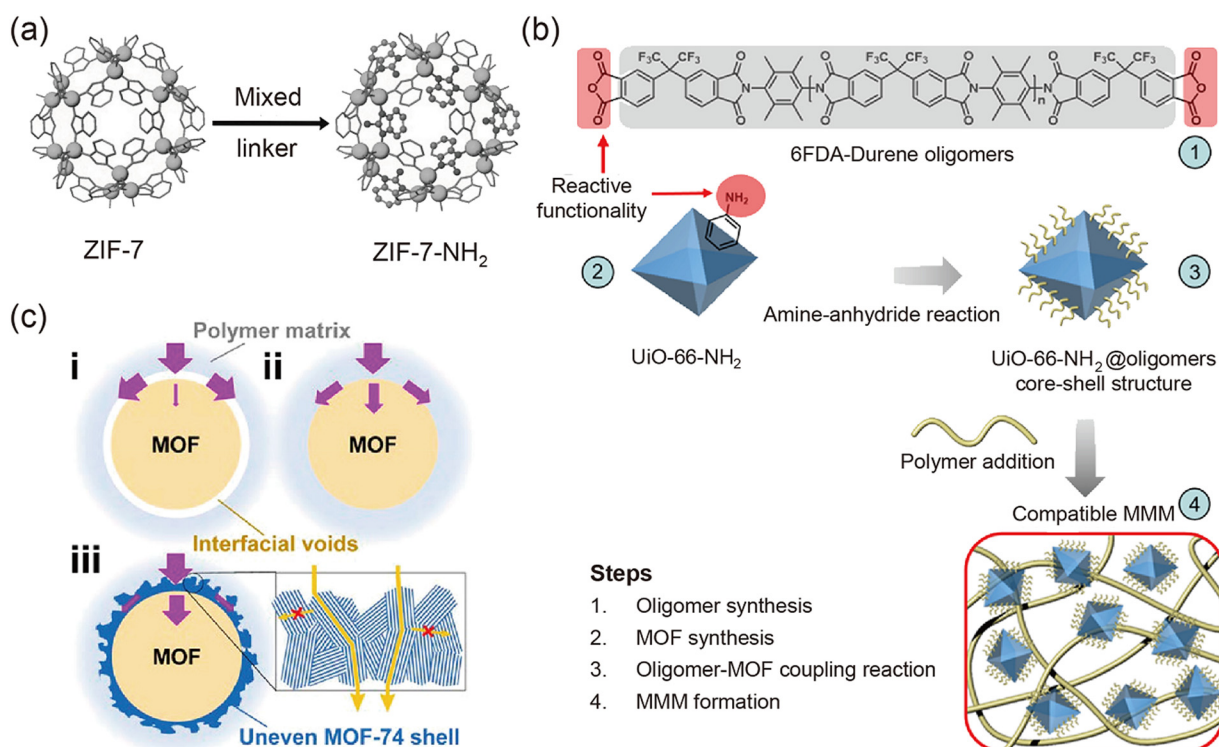 (a)
Mixed
linker
ZIF-7
ZIF-7-NH2
(b)
CF3 CF3
CF3 CF3
CF3 CF3
O
O
O
O
O
O
N
N
O
O
n
O
O
N
N
O
O
O
O
N
O
O
O
O
6FDA-Durene oligomers
1
Reactive
functionality
NH2
2
3
Amine-anhydride reaction
UiO-66-NH2
UiO-66-NH2@oligomers
core-shell structure
Polymer addition
4
Compatible MMM
Steps
1. Oligomer synthesis
2. MOF synthesis
3. Oligomer-MOF coupling reaction
4. MMM formation
(c)
Polymer matrix
i
ii
MOF
MOF
Interfacial voids
iii
MOF
Uneven MOF-74 shell